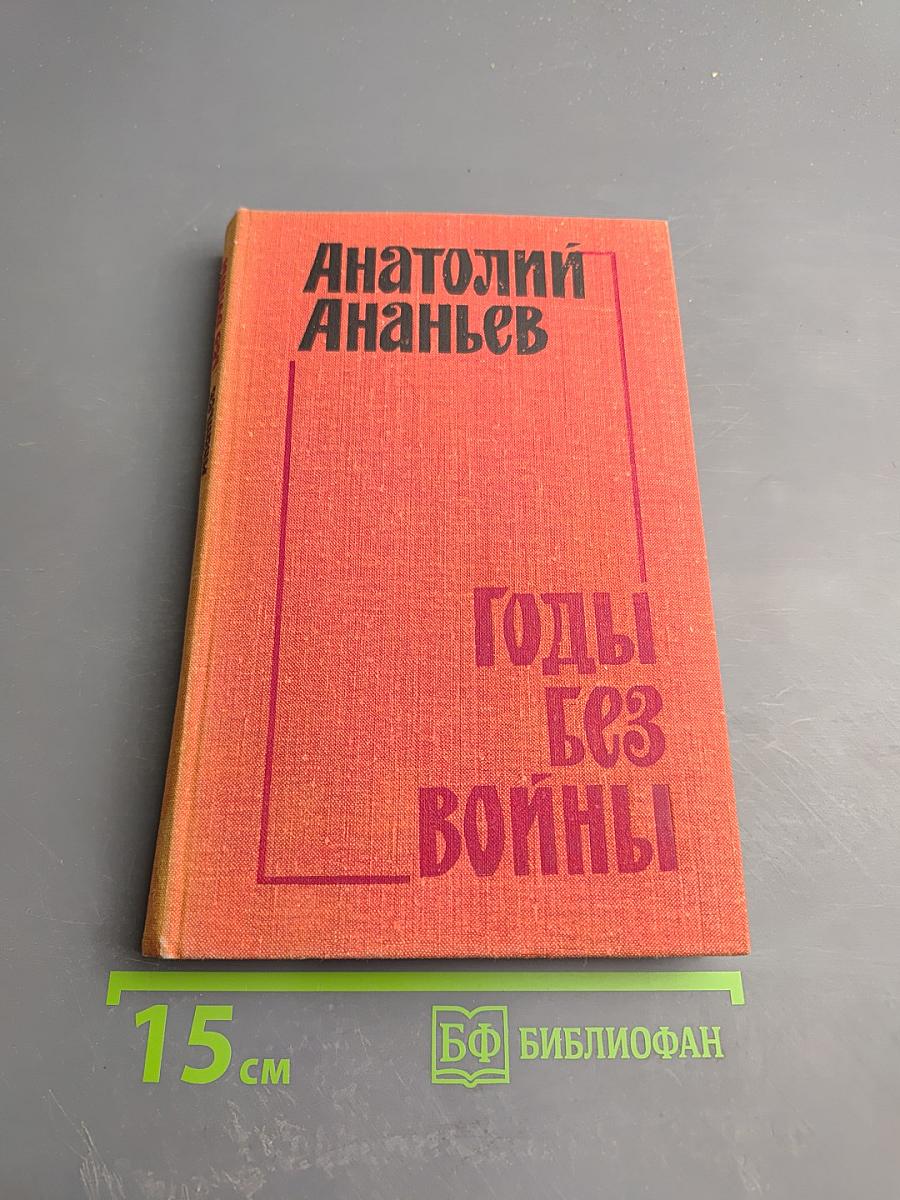 Анатолий
Ананьев
Годы
без
войны
15 см
БФ БИБЛИОФАН